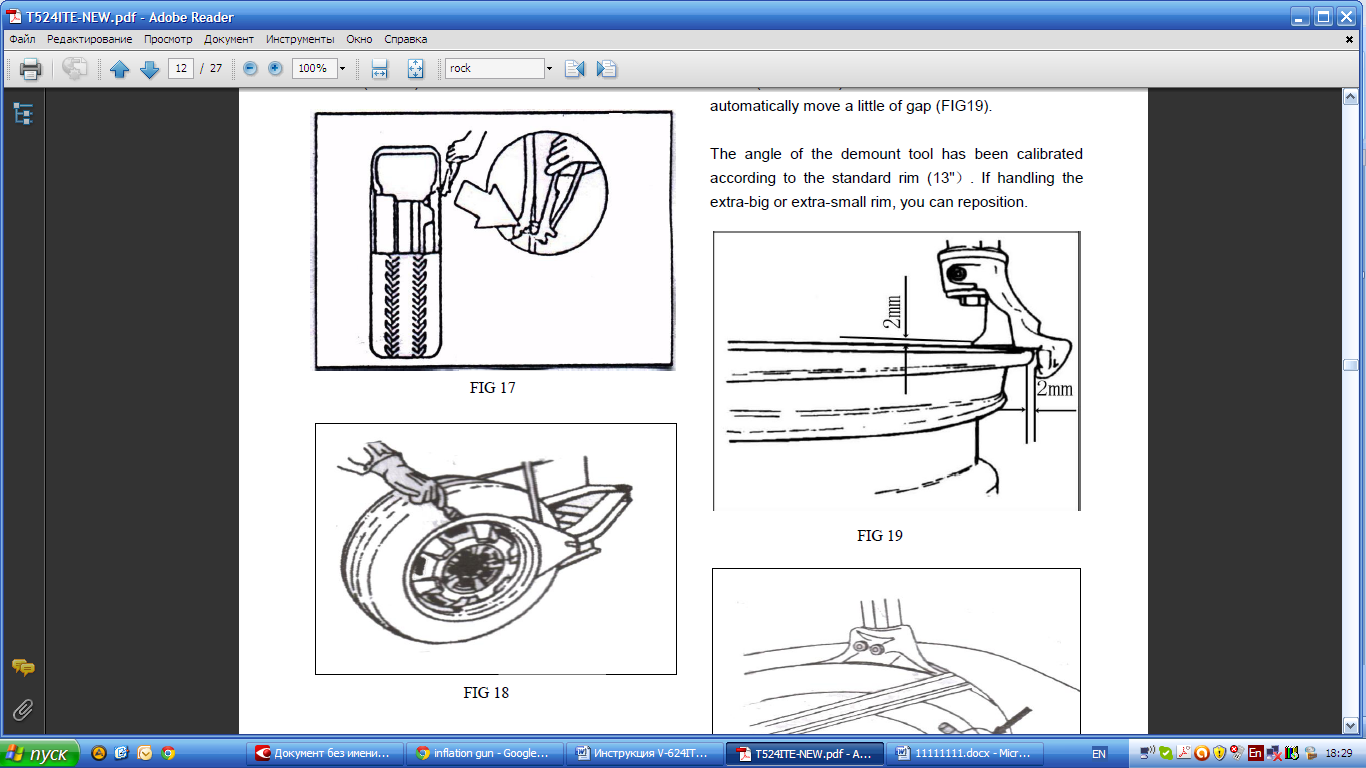 T524ITE-NEW.pdf - Adobe Reader
Файл Редактирование Просмотр Документ Инструменты Окно Справка
12 / 27 100% rock
automatically move a little of gap (FIG19).
The angle of the demount tool has been calibrated
according to the standard rim (13"）. If handling the
extra-big or extra-small rim, you can reposition.
FIG 17
2mm
2mm
FIG 19
FIG 18
пуск
Документ без имени...
inflation gun - Google...
Инструкция V-624IT...
T524ITE-NEW.pdf - A...
11111111.docx - Micr...
EN
En
18:29